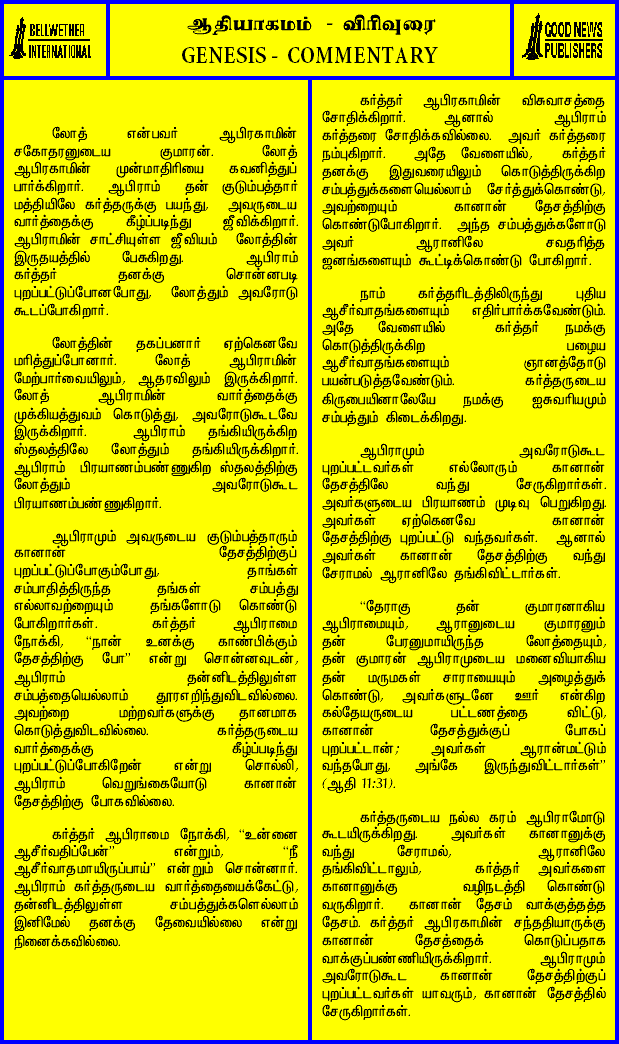 BELLWETHER
INTERNATIONAL
ஆதியாகமம் - விரிவுரை
GENESIS - COMMENTARY
GOOD NEWS
PUBLISHERS
லோத் என்பவர் ஆபிரகாமின்
சகோதரனுடைய குமாரன். லோத்
ஆபிரகாமின் முன்மாதிரியை கவனித்துப்
பார்க்கிறார். ஆபிராம் தன் குடும்பத்தார்
மத்தியிலே கர்த்தருக்கு பயந்து, அவருடைய
வார்த்தைக்கு கீழ்ப்படிந்து ஜீவிக்கிறார்.
ஆபிராமின் சாட்சியுள்ள ஜீவியம் லோத்தின்
இருதயத்தில் பேசுகிறது. ஆபிராம்
கர்த்தர் தனக்கு சொன்னபடி
புறப்பட்டுப்போனபோது, லோத்தும் அவரோடு
கூடப்போகிறார்.
லோத்தின் தகப்பனார் ஏற்கெனவே
மரித்துப்போனார். லோத் ஆபிராமின்
மேற்பார்வையிலும், ஆதரவிலும் இருக்கிறார்.
லோத் ஆபிராமின் வார்த்தைக்கு
முக்கியத்துவம் கொடுத்து, அவரோடுகூடவே
இருக்கிறார். ஆபிராம் தங்கியிருக்கிற
ஸ்தலத்திலே லோத்தும் தங்கியிருக்கிறார்.
ஆபிராம் பிரயாணம்பண்ணுகிற ஸ்தலத்திற்கு
லோத்தும் அவரோடுகூட
பிரயாணம்பண்ணுகிறார்.
ஆபிராமும் அவருடைய குடும்பத்தாரும்
கானான் தேசத்திற்குப்
புறப்பட்டுப்போகும்போது, தாங்கள்
சம்பாதித்திருந்த தங்கள் சம்பத்து
எல்லாவற்றையும் தங்களோடு கொண்டு
போகிறார்கள். கர்த்தர் ஆபிராமை
நோக்கி, “நான் உனக்கு காண்பிக்கும்
தேசத்திற்கு போ” என்று சொன்னவுடன்,
ஆபிராம் தன்னிடத்திலுள்ள
சம்பத்தையெல்லாம் தூரஎறிந்துவிடவில்லை.
அவற்றை மற்றவர்களுக்கு தானமாக
கொடுத்துவிடவில்லை. கர்த்தருடைய
வார்த்தைக்கு கீழ்ப்படிந்து
புறப்பட்டுப்போகிறேன் என்று சொல்லி,
ஆபிராம் வெறுங்கையோடு கானான்
தேசத்திற்கு போகவில்லை.
கர்த்தர் ஆபிராமை நோக்கி, “உன்னை
ஆசீர்வதிப்பேன்” என்றும், “நீ
ஆசீர்வாதமாயிருப்பாய்” என்றும் சொன்னார்.
ஆபிராம் கர்த்தருடைய வார்த்தையைக்கேட்டு,
தன்னிடத்திலுள்ள சம்பத்துக்களெல்லாம்
இனிமேல் தனக்கு தேவையில்லை என்று
நினைக்கவில்லை.
கர்த்தர் ஆபிரகாமின் விசுவாசத்தை
சோதிக்கிறார். ஆனால் ஆபிராம்
கர்த்தரை சோதிக்கவில்லை. அவர் கர்த்தரை
நம்புகிறார். அதே வேளையில், கர்த்தர்
தனக்கு இதுவரையிலும் கொடுத்திருக்கிற
சம்பத்துக்களையெல்லாம் சேர்த்துக்கொண்டு,
அவற்றையும் கானான் தேசத்திற்கு
கொண்டுபோகிறார். அந்த சம்பத்துக்களோடு
அவர் ஆரானிலே சவதரித்த
ஜனங்களையும் கூட்டிக்கொண்டு போகிறார்.
நாம் கர்த்தரிடத்திலிருந்து புதிய
ஆசீர்வாதங்களையும் எதிர்பார்க்கவேண்டும்.
அதே வேளையில் கர்த்தர் நமக்கு
கொடுத்திருக்கிற பழைய
ஆசீர்வாதங்களையும் ஞானத்தோடு
பயன்படுத்தவேண்டும். கர்த்தருடைய
கிருபையினாலேயே நமக்கு ஐசுவரியமும்
சம்பத்தும் கிடைக்கிறது.
ஆபிராமும் அவரோடுகூட
புறப்பட்டவர்கள் எல்லோரும் கானான்
தேசத்திலே வந்து சேருகிறார்கள்.
அவர்களுடைய பிரயாணம் முடிவு பெறுகிறது.
அவர்கள் ஏற்கெனவே கானான்
தேசத்திற்கு புறப்பட்டு வந்தவர்கள். ஆனால்
அவர்கள் கானான் தேசத்திற்கு வந்து
சேராமல் ஆரானிலே தங்கிவிட்டார்கள்.
“தேராகு தன் குமாரனாகிய
ஆபிராமையும், ஆரானுடைய குமாரனும்
தன் பேரனுமாயிருந்த லோத்தையும்,
தன் குமாரன் ஆபிராமுடைய மனைவியாகிய
தன் மருமகள் சாராயையும் அழைத்துக்
கொண்டு, அவர்களுடனே ஊர் என்கிற
கல்தேயருடைய பட்டணத்தை விட்டு,
கானான் தேசத்துக்குப் போகப்
புறப்பட்டான்; அவர்கள் ஆரான்மட்டும்
வந்தபோது, அங்கே இருந்துவிட்டார்கள்”
(ஆதி 11:31).
கர்த்தருடைய நல்ல கரம் ஆபிராமோடு
கூடயிருக்கிறது. அவர்கள் கானானுக்கு
வந்து சேராமல், ஆரானிலே
தங்கிவிட்டாலும், கர்த்தர் அவர்களை
கானானுக்கு வழிநடத்தி கொண்டு
வருகிறார். கானான் தேசம் வாக்குத்தத்த
தேசம். கர்த்தர் ஆபிரகாமின் சந்ததியாருக்கு
கானான் தேசத்தைக் கொடுப்பதாக
வாக்குப்பண்ணியிருக்கிறார். ஆபிராமும்
அவரோடுகூட கானான் தேசத்திற்குப்
புறப்பட்டவர்கள் யாவரும், கானான் தேசத்தில்
சேருகிறார்கள்.